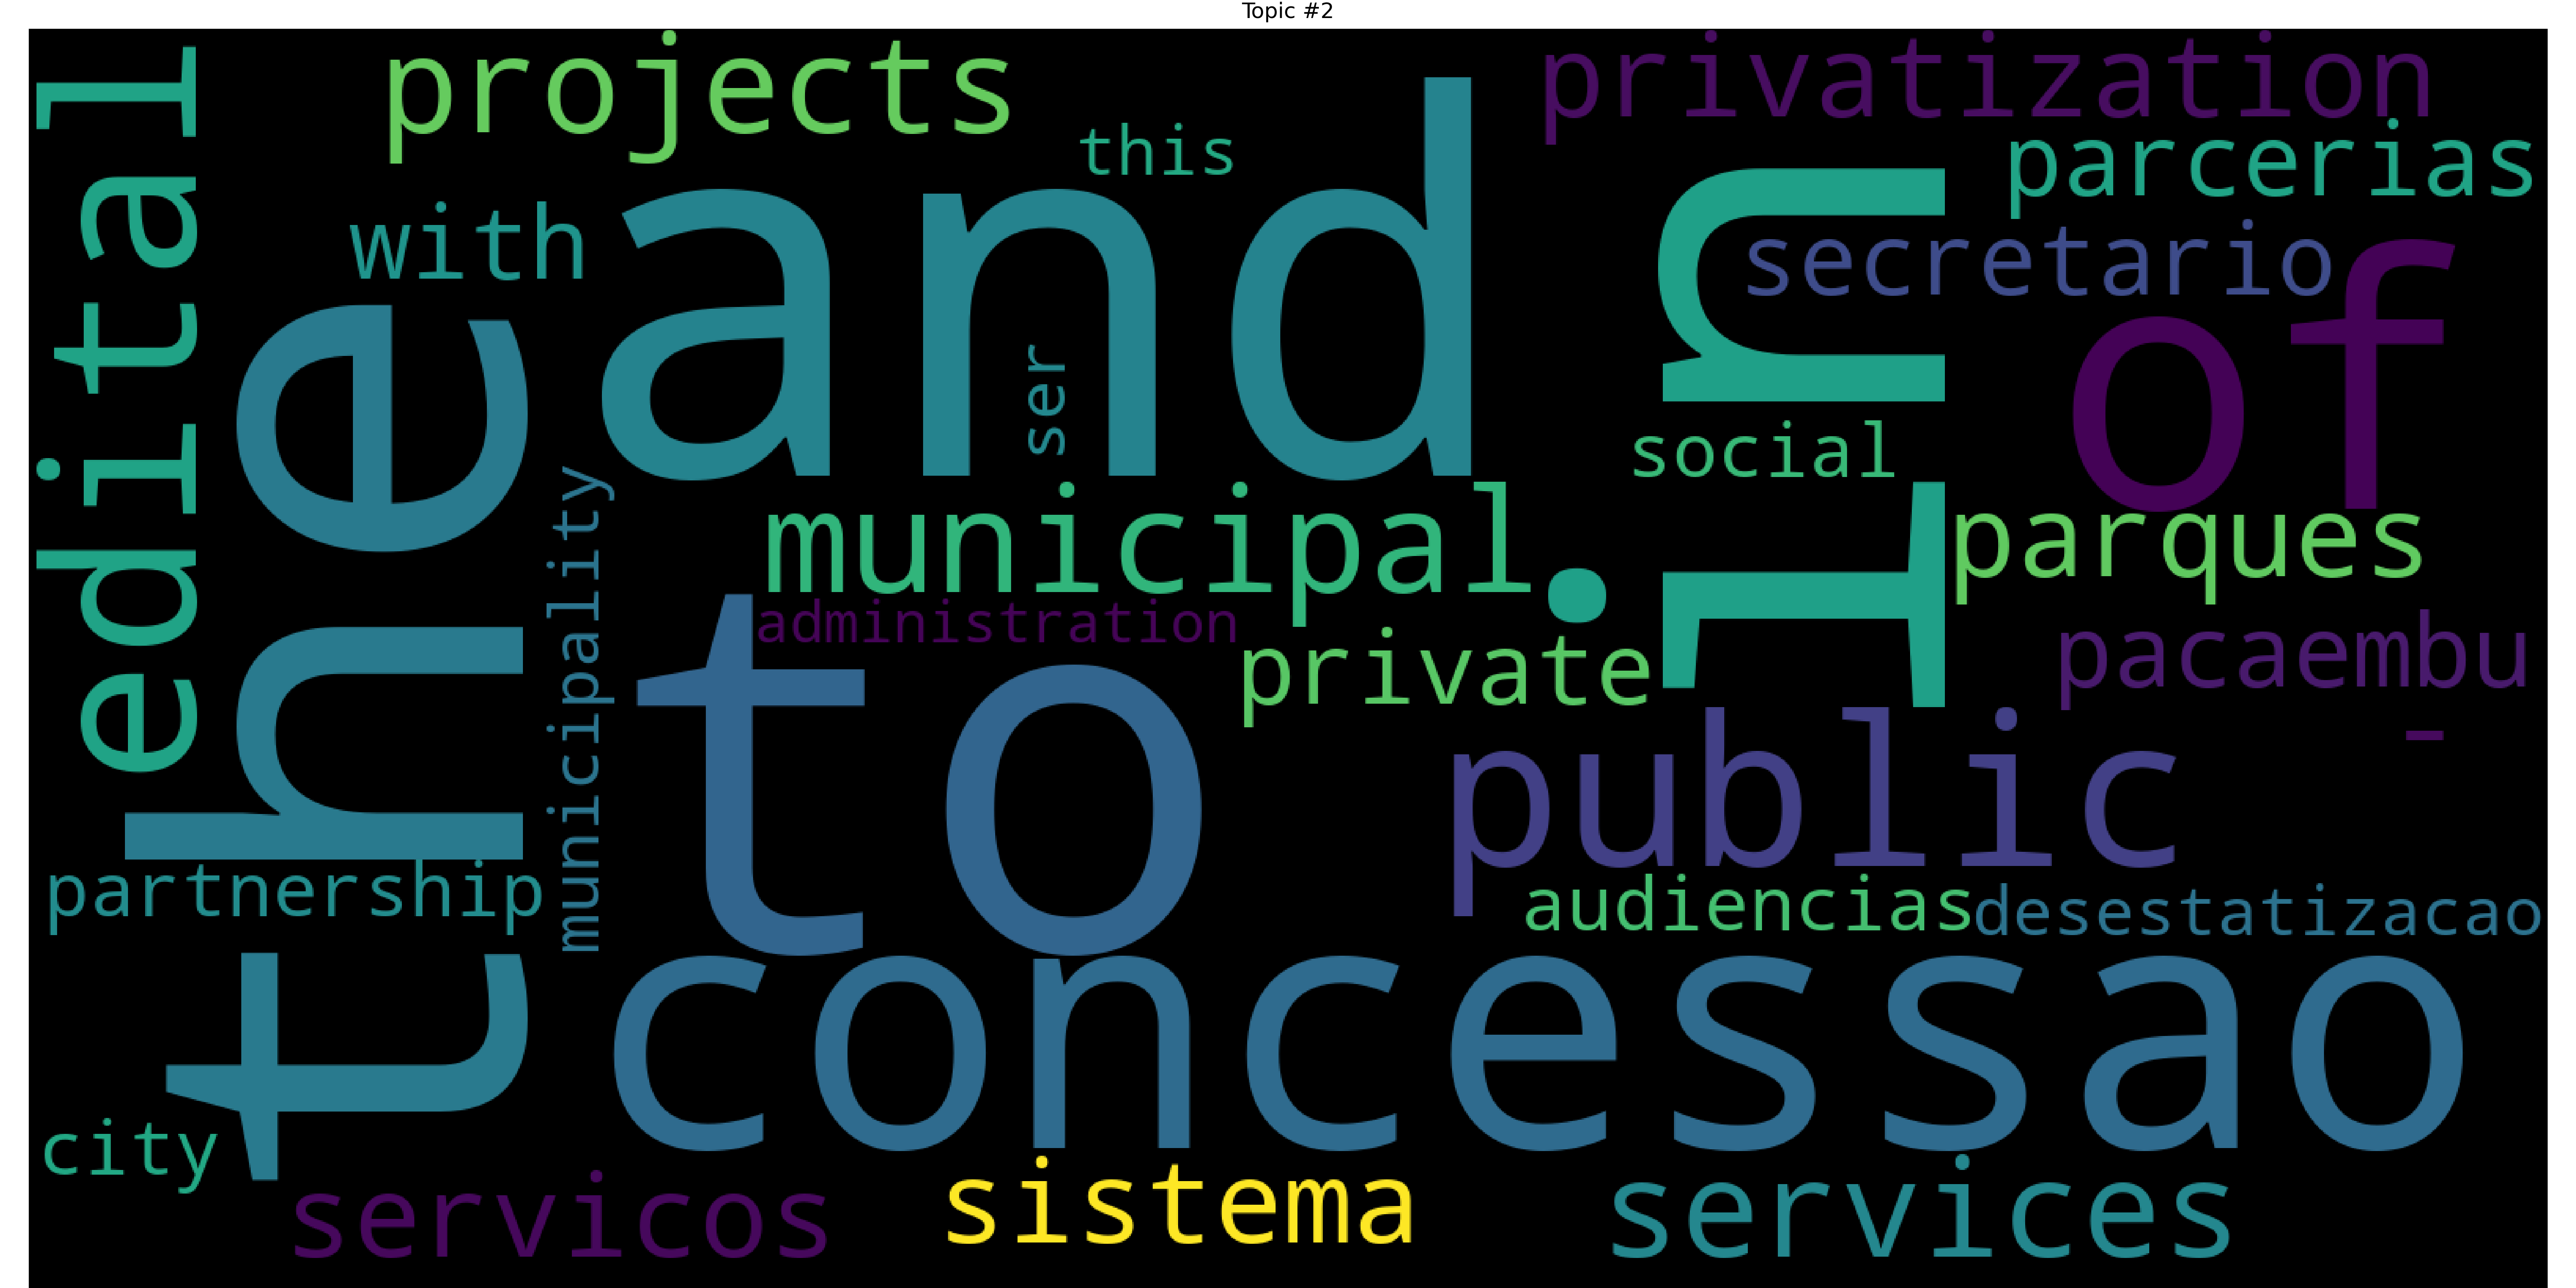 Topic #2
projects
privatization
this
parcerias
with
secretario
edital
and
in
of
the
ser
social
municipal
parques
municipality
administration
private
pacaembu
to
public
-
partnership
audiencias
desestatizacao
concessao
city
servicos
sistema
services